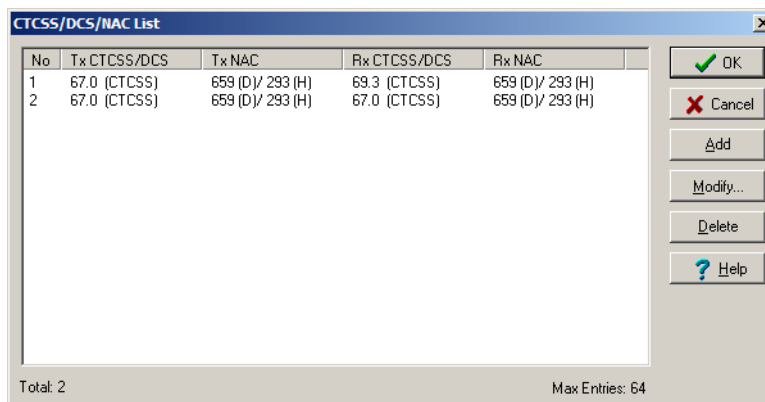 CTCSS/DCS/NAC List
No Tx CTCSS/DCS Tx NAC Rx CTCSS/DCS Rx NAC
1 67.0 (CTCSS) 659 (D)/ 293 (H) 69.3 (CTCSS) 659 (D)/ 293 (H)
2 67.0 (CTCSS) 659 (D)/ 293 (H) 67.0 (CTCSS) 659 (D)/ 293 (H)
OK
Cancel
Add
Modify...
Delete
Help
Total: 2 Max Entries: 64